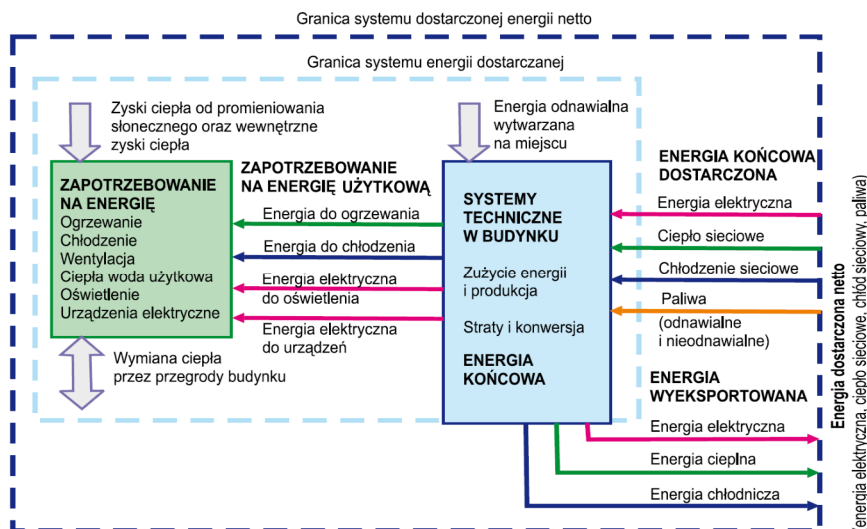 Granica systemu dostarczonej energii netto
Granica systemu energii dostarczanej
Zyski ciepła od promieniowania
słonecznego oraz wewnętrzne
zyski ciepła
Energia odnawialna
wytwarzana
na miejscu
ZAPOTRZEBOWANIE
NA ENERGIĘ
Ogrzewanie
Chłodzenie
Wentylacja
Ciepła woda użytkowa
Oświetlenie
Urządzenia elektryczne
Wymiana ciepła
przez przegrody budynku
ZAPOTRZEBOWANIE
NA ENERGIĘ UŻYTKOWĄ
Energia do ogrzewania
Energia do chłodzenia
Energia elektryczna
do oświetlenia
Energia elektryczna
do urządzeń
SYSTEMY
TECHNICZNE
W BUDYNKU
Zużycie energii
i produkcja
Straty i konwersja
ENERGIA
KOŃCOWA
ENERGIA KOŃCOWA
DOSTARCZONA
Energia elektryczna
Ciepło sieciowe
Chłodzenie sieciowe
Paliwa
(odnawialne
i nieodnawialne)
ENERGIA
WYEKSPORTOWANA
Energia elektryczna
Energia cieplna
Energia chłodnicza
Energia dostarczona netto
(energia elektryczna, ciepło sieciowe, chłód sieciowy, paliwa)